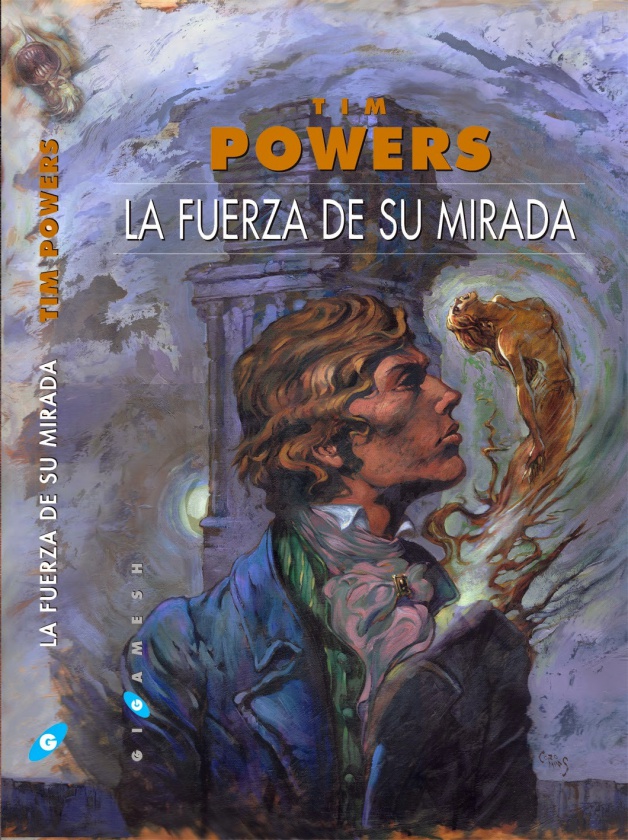 TIM
POWERS
LA FUERZA DE SU MIRADA
TIM POWERS
LA FUERZA DE SU MIRADA
G
GIGAMESH